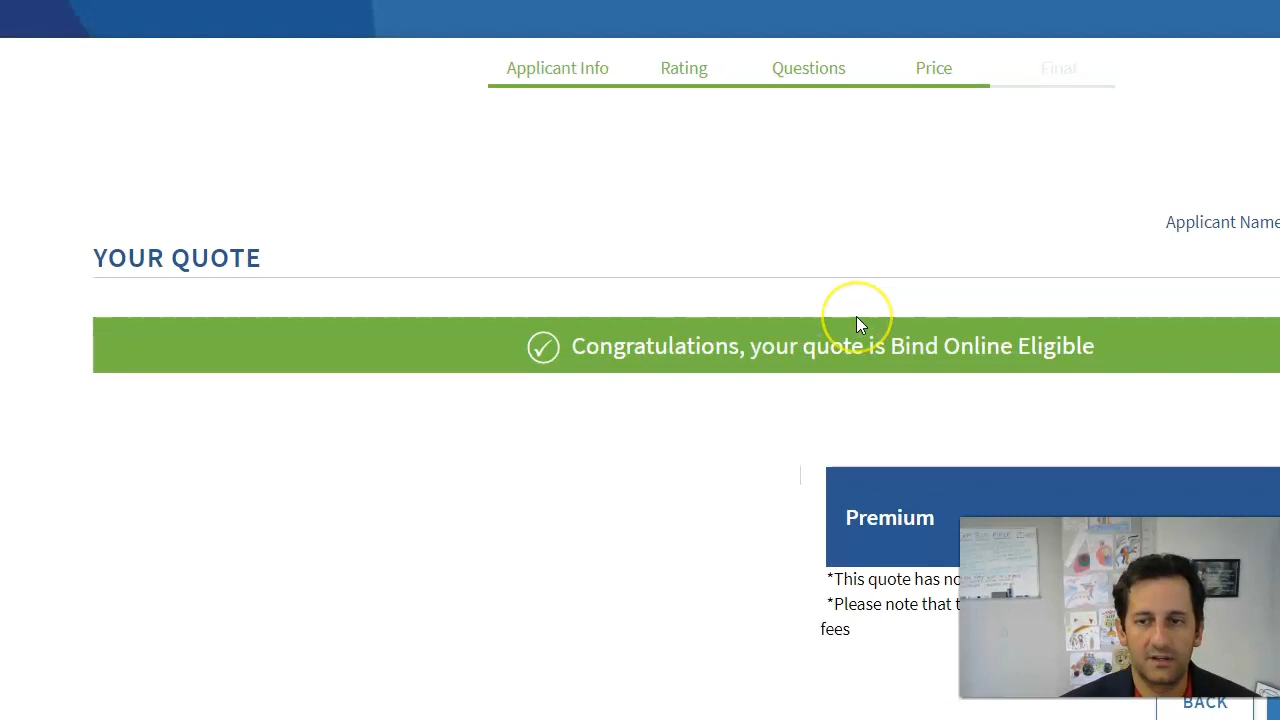 Applicant Info Rating Questions Price Final
Applicant Name
YOUR QUOTE
Congratulations, your quote is Bind Online Eligible
Premium
*This quote has no
*Please note that t
fees
BACK